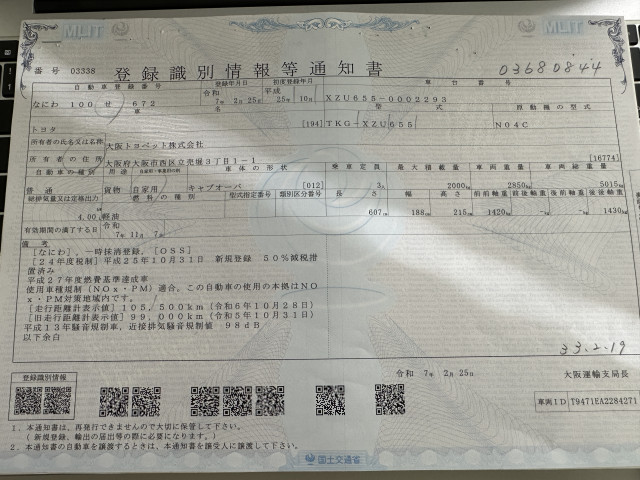 MLIT
MLIT
番号 03338
登録識別情報等通知書
03680844
自動車登録番号
登録年月日
初度登録年月
車台番号
なにわ 100 せ 672
令和 7年 2月25日
平成 25年 10月
XZU655-0002293
車名
型式
原動機の型式
トヨタ
[194] TKG-XZU655
N04C
所有者の氏名又は名称
大阪トヨペット株式会社
所有者の住所
大阪府大阪市西区立売堀3丁目1-1
[16774]
自動車の種別
用途
自家用・事業用の別
車体の形状
乗車定員
最大積載量
車両重量
車両総重量
普通
貨物
自家用
キャブオーバ
[012]
3人
2000kg
2850kg
5015kg
総排気量又は定格出力
燃料の種類
型式指定番号
類別区分番号
長さ
幅
高さ
前前軸重
前後軸重
後前軸重
後後軸重
4.00L
軽油
607cm
188cm
215cm
1420kg
-kg
-kg
1430kg
有効期間の満了する日
令和 7年 11月 7日
備考
[なにわ],一時抹消登録,[OSS]
[24年度税制]平成25年10月31日 新規登録 50%減税措
置済み
平成27年度燃費基準達成車
使用車種規制(NOx・PM)適合,この自動車の使用の本拠はNO
x・PM対策地域内です。
[走行距離計表示値]105,500km(令和6年10月28日)
[旧走行距離計表示値]99,000km(令和5年10月31日)
平成13年騒音規制車,近接排気騒音規制値 98dB
以下余白
33.2.19
令和 7年 2月25日
大阪運輸支局長
登録識別情報
車両ID T9471EA2284271
1.本通知書は、再発行できませんので大切に保管して下さい。
(新規登録、輸出の届出等の際に必要になります。)
2.本通知書の自動車を譲渡するときは、本通知書を譲受人に譲渡して下さい。
国土交通省